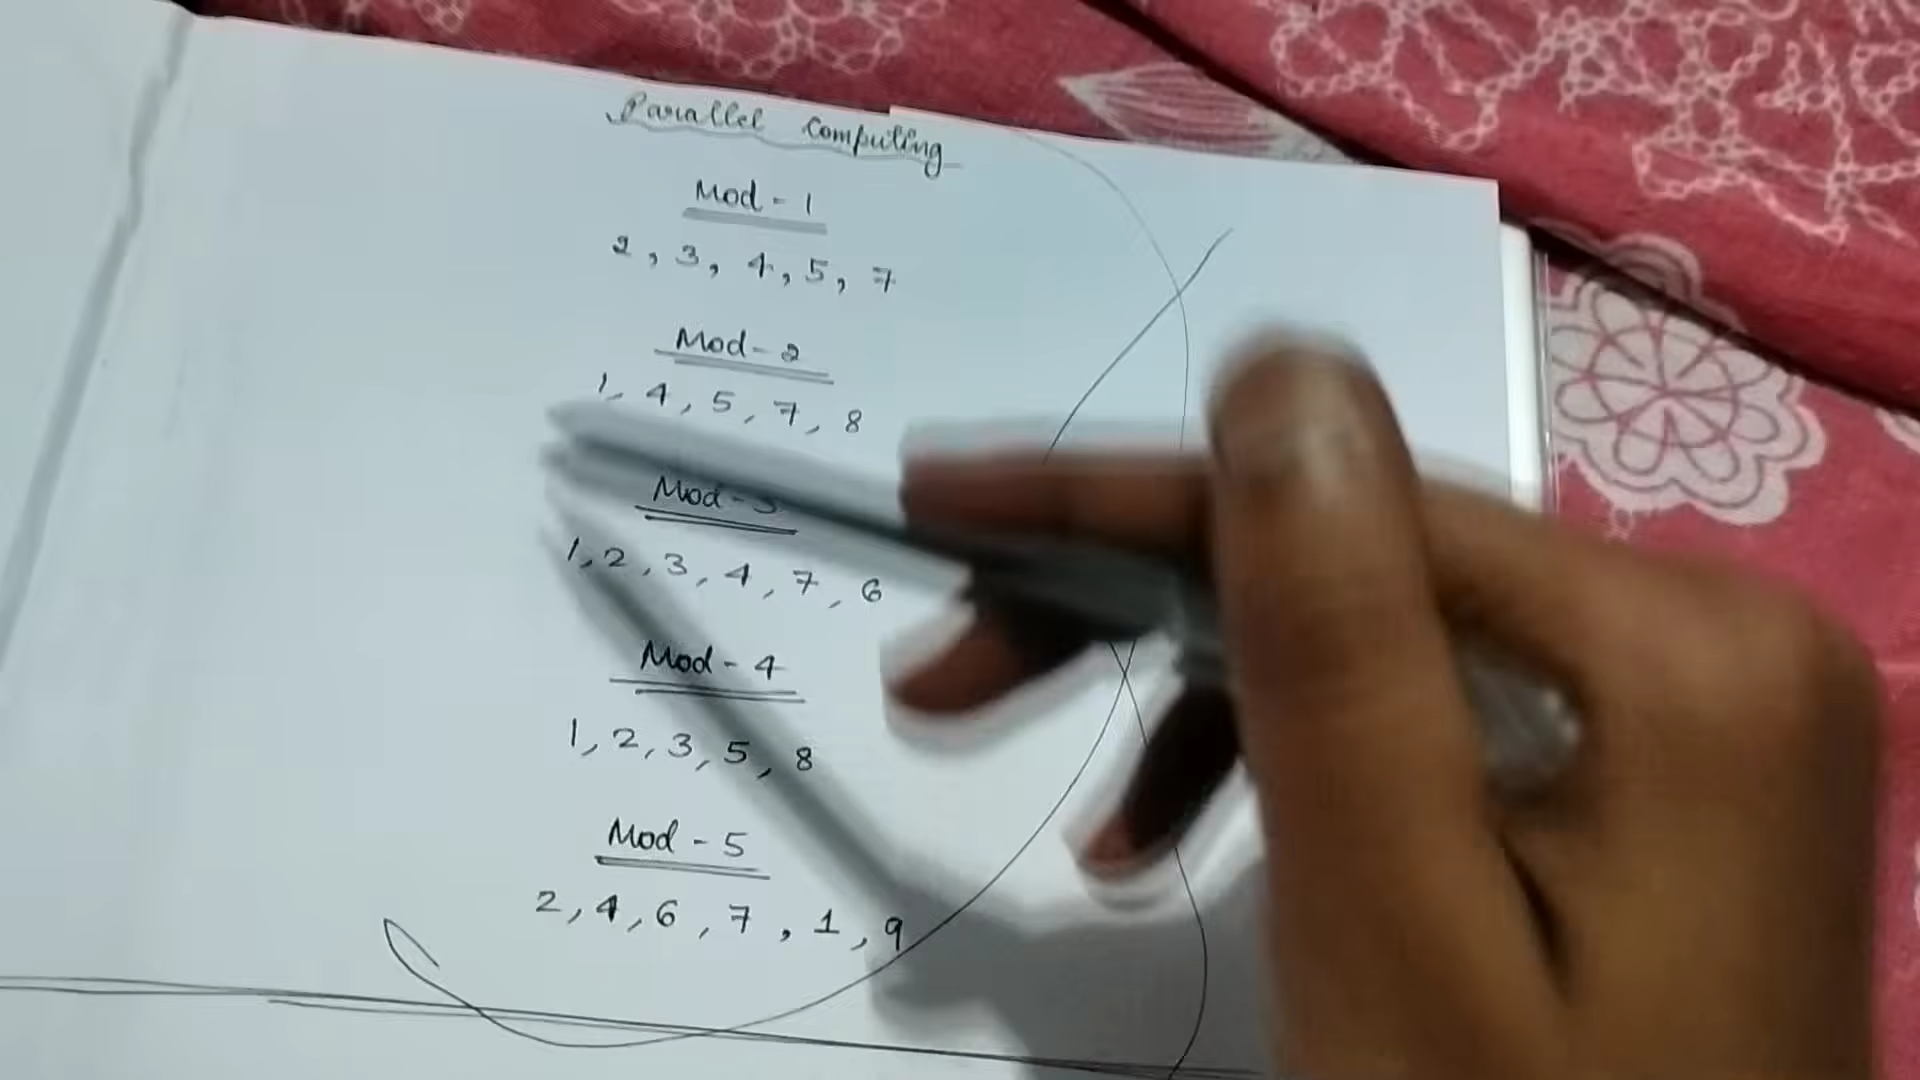 Parallel Computing
Mod - 1
2, 3, 4, 5, 7
Mod - 2
1, 4, 5, 7, 8
Mod - 3
1, 2, 3, 4, 7, 6
Mod - 4
1, 2, 3, 5, 8
Mod - 5
2, 4, 6, 7, 1, 9